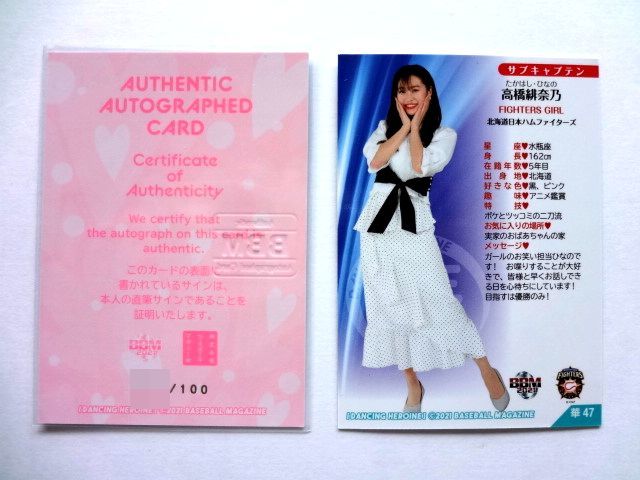 AUTHENTIC
AUTOGRAPHED
CARD
Certificate
of
Authenticity
We certify that
the autograph on this card is
authentic.
このカードの表面に
書かれているサインは、
本人の直筆サインであることを
証明いたします。
BBM
2021
/100
I DANCING HEROINE! ©2021 BASEBALL MAGAZINE
サブキャプテン
たかはし・ひなの
高橋緋奈乃
FIGHTERS GIRL
北海道日本ハムファイターズ
星座♥水瓶座
身長♥162㎝
在籍年数♥5年目
出身地♥北海道
好きな色♥黒、ピンク
趣味♥アニメ鑑賞
特技♥
ボケとツッコミの二刀流
お気に入りの場所♥
実家のおばあちゃんの家
メッセージ♥
ガールのお笑い担当ひなので
す！ お喋りすることが大好
きで、皆様と早くお話しでき
る日を心待ちにしています！
目指すは優勝のみ！
BBM
2021
FIGHTERS
I DANCING HEROINE! ©2021 BASEBALL MAGAZINE
華 47